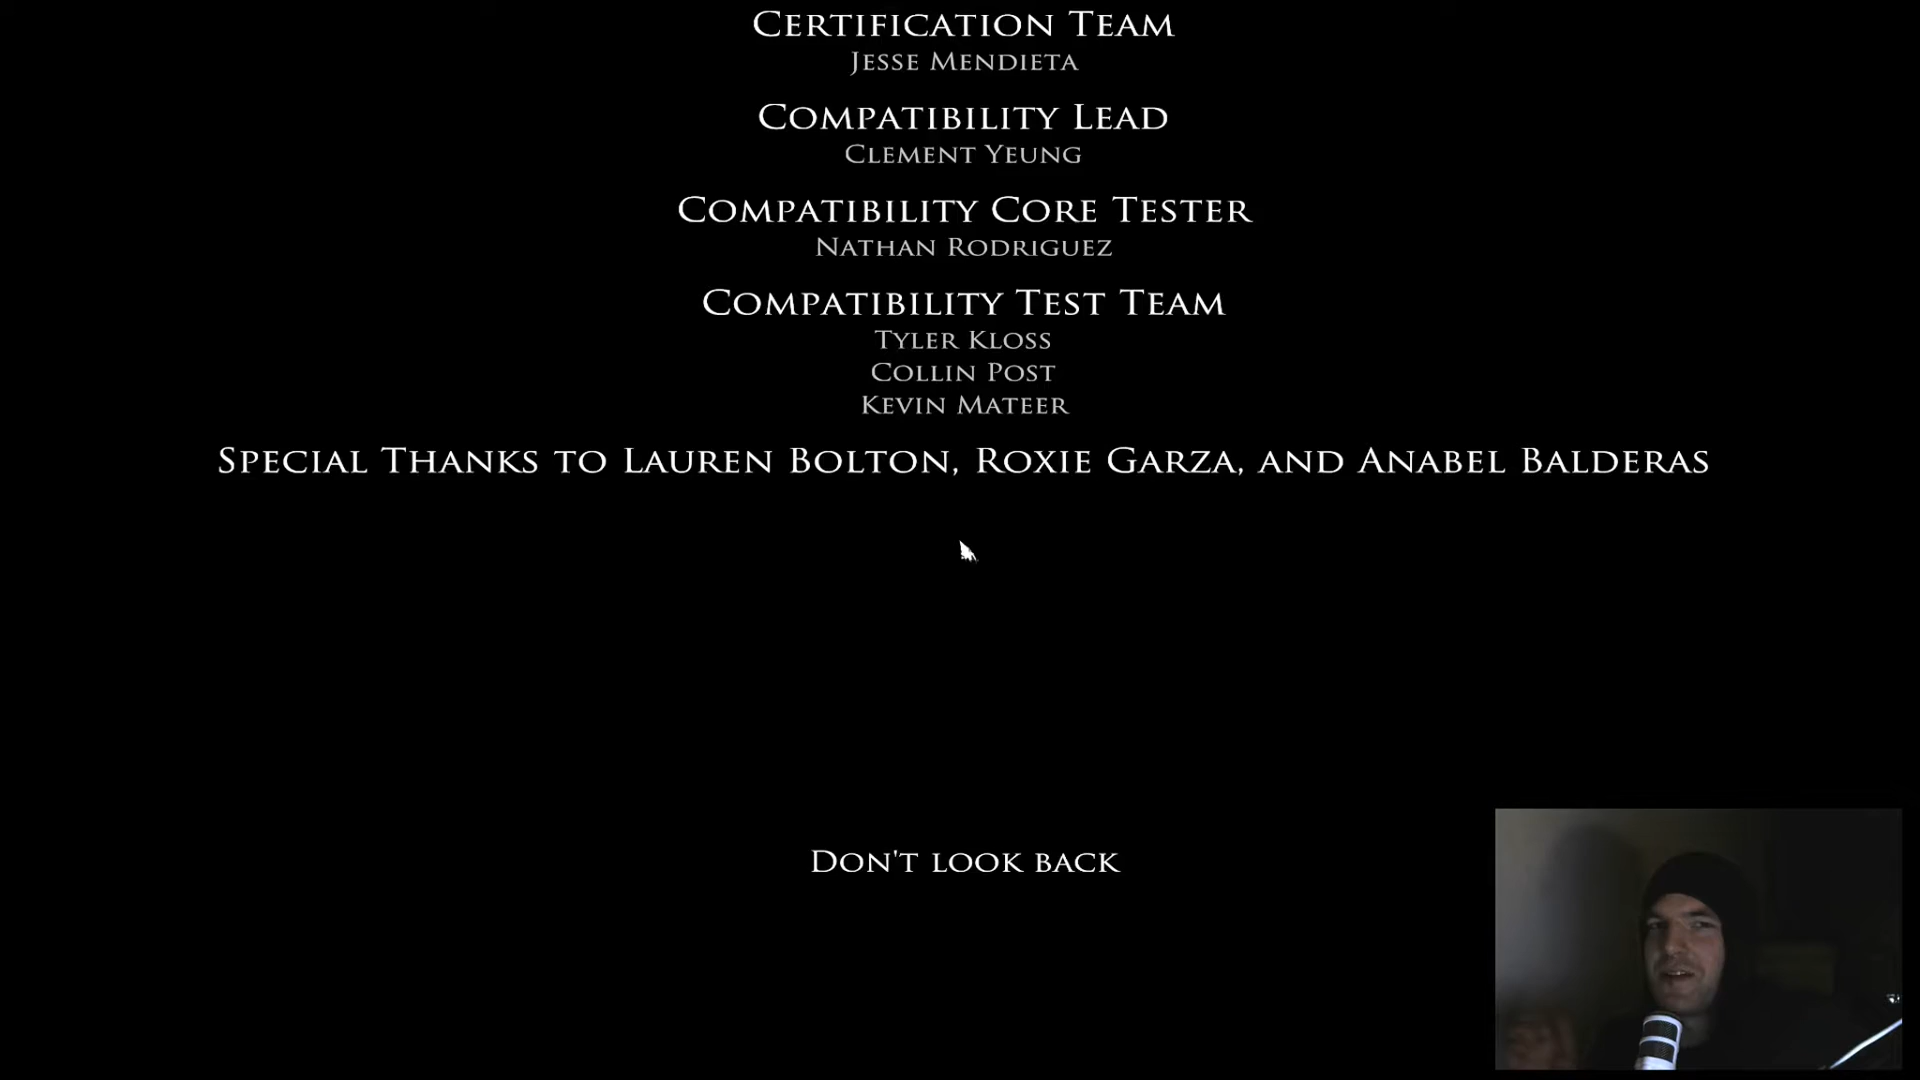 Certification Team
Jesse Mendieta
Compatibility Lead
Clement Yeung
Compatibility Core Tester
Nathan Rodriguez
Compatibility Test Team
Tyler Kloss
Collin Post
Kevin Mateer
Special Thanks to Lauren Bolton, Roxie Garza, and Anabel Balderas
Don't look back